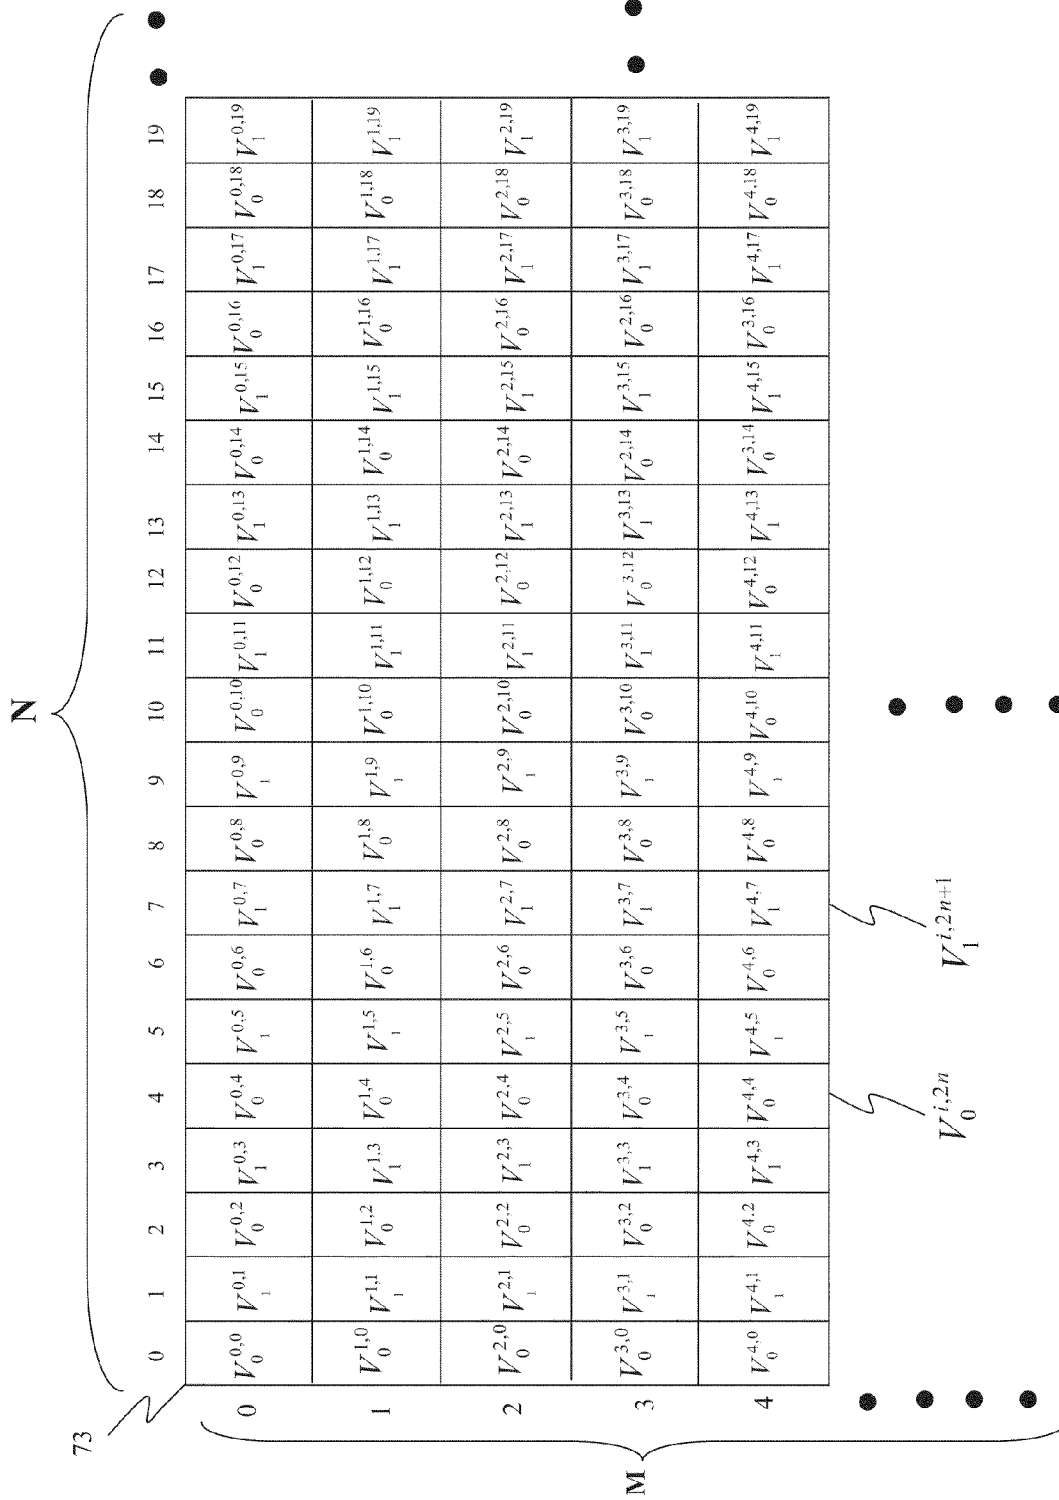 N
73
0 1 2 3 4 5 6 7 8 9 10 11 12 13 14 15 16 17 18 19
M
0 V_0^{0,0} V_1^{0,1} V_0^{0,2} V_1^{0,3} V_0^{0,4} V_1^{0,5} V_0^{0,6} V_1^{0,7} V_0^{0,8} V_1^{0,9} V_0^{0,10} V_1^{0,11} V_0^{0,12} V_1^{0,13} V_0^{0,14} V_1^{0,15} V_0^{0,16} V_1^{0,17} V_0^{0,18} V_1^{0,19}
1 V_0^{1,0} V_1^{1,1} V_0^{1,2} V_1^{1,3} V_0^{1,4} V_1^{1,5} V_0^{1,6} V_1^{1,7} V_0^{1,8} V_1^{1,9} V_0^{1,10} V_1^{1,11} V_0^{1,12} V_1^{1,13} V_0^{1,14} V_1^{1,15} V_0^{1,16} V_1^{1,17} V_0^{1,18} V_1^{1,19}
2 V_0^{2,0} V_1^{2,1} V_0^{2,2} V_1^{2,3} V_0^{2,4} V_1^{2,5} V_0^{2,6} V_1^{2,7} V_0^{2,8} V_1^{2,9} V_0^{2,10} V_1^{2,11} V_0^{2,12} V_1^{2,13} V_0^{2,14} V_1^{2,15} V_0^{2,16} V_1^{2,17} V_0^{2,18} V_1^{2,19}
3 V_0^{3,0} V_1^{3,1} V_0^{3,2} V_1^{3,3} V_0^{3,4} V_1^{3,5} V_0^{3,6} V_1^{3,7} V_0^{3,8} V_1^{3,9} V_0^{3,10} V_1^{3,11} V_0^{3.12} V_1^{3,13} V_0^{2,14} V_1^{3,15} V_0^{2,16} V_1^{3,17} V_0^{3,18} V_1^{3,19}
4 V_0^{4,0} V_1^{4,1} V_0^{4.2} V_1^{4,3} V_0^{4,4} V_1^{4,5} V_0^{4,6} V_1^{4,7} V_0^{4,8} V_1^{4,9} V_0^{4,10} V_1^{4,11} V_0^{4,12} V_1^{4,13} V_0^{3,14} V_1^{4,15} V_0^{3,16} V_1^{4,17} V_0^{4,18} V_1^{4,19}
V_0^{i,2n} V_1^{i,2n+1}